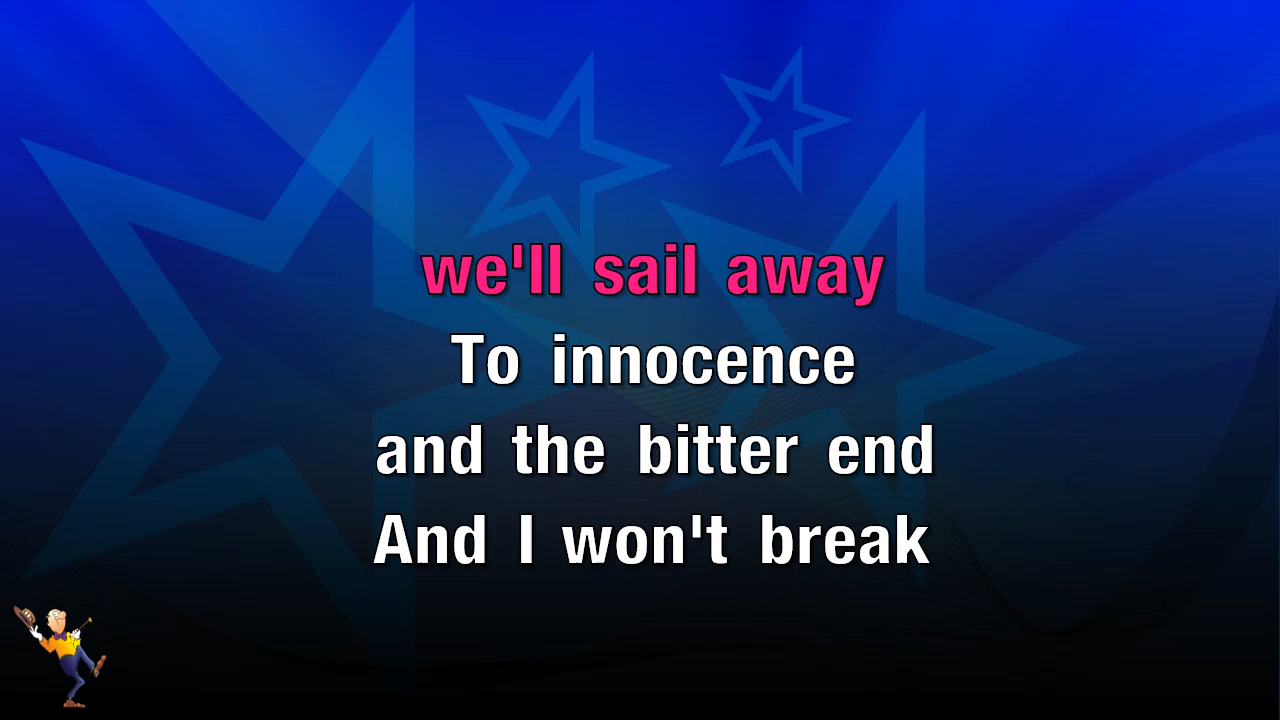 we'll sail away
To innocence
and the bitter end
And I won't break